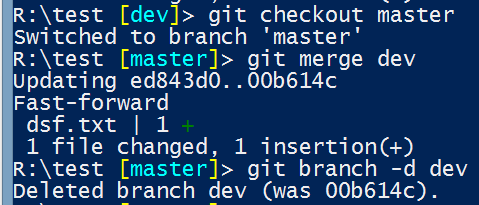 R:\test [dev]> git checkout master
Switched to branch 'master'
R:\test [master]> git merge dev
Updating ed843d0..00b614c
Fast-forward
 dsf.txt | 1 +
 1 file changed, 1 insertion(+)
R:\test [master]> git branch -d dev
Deleted branch dev (was 00b614c).